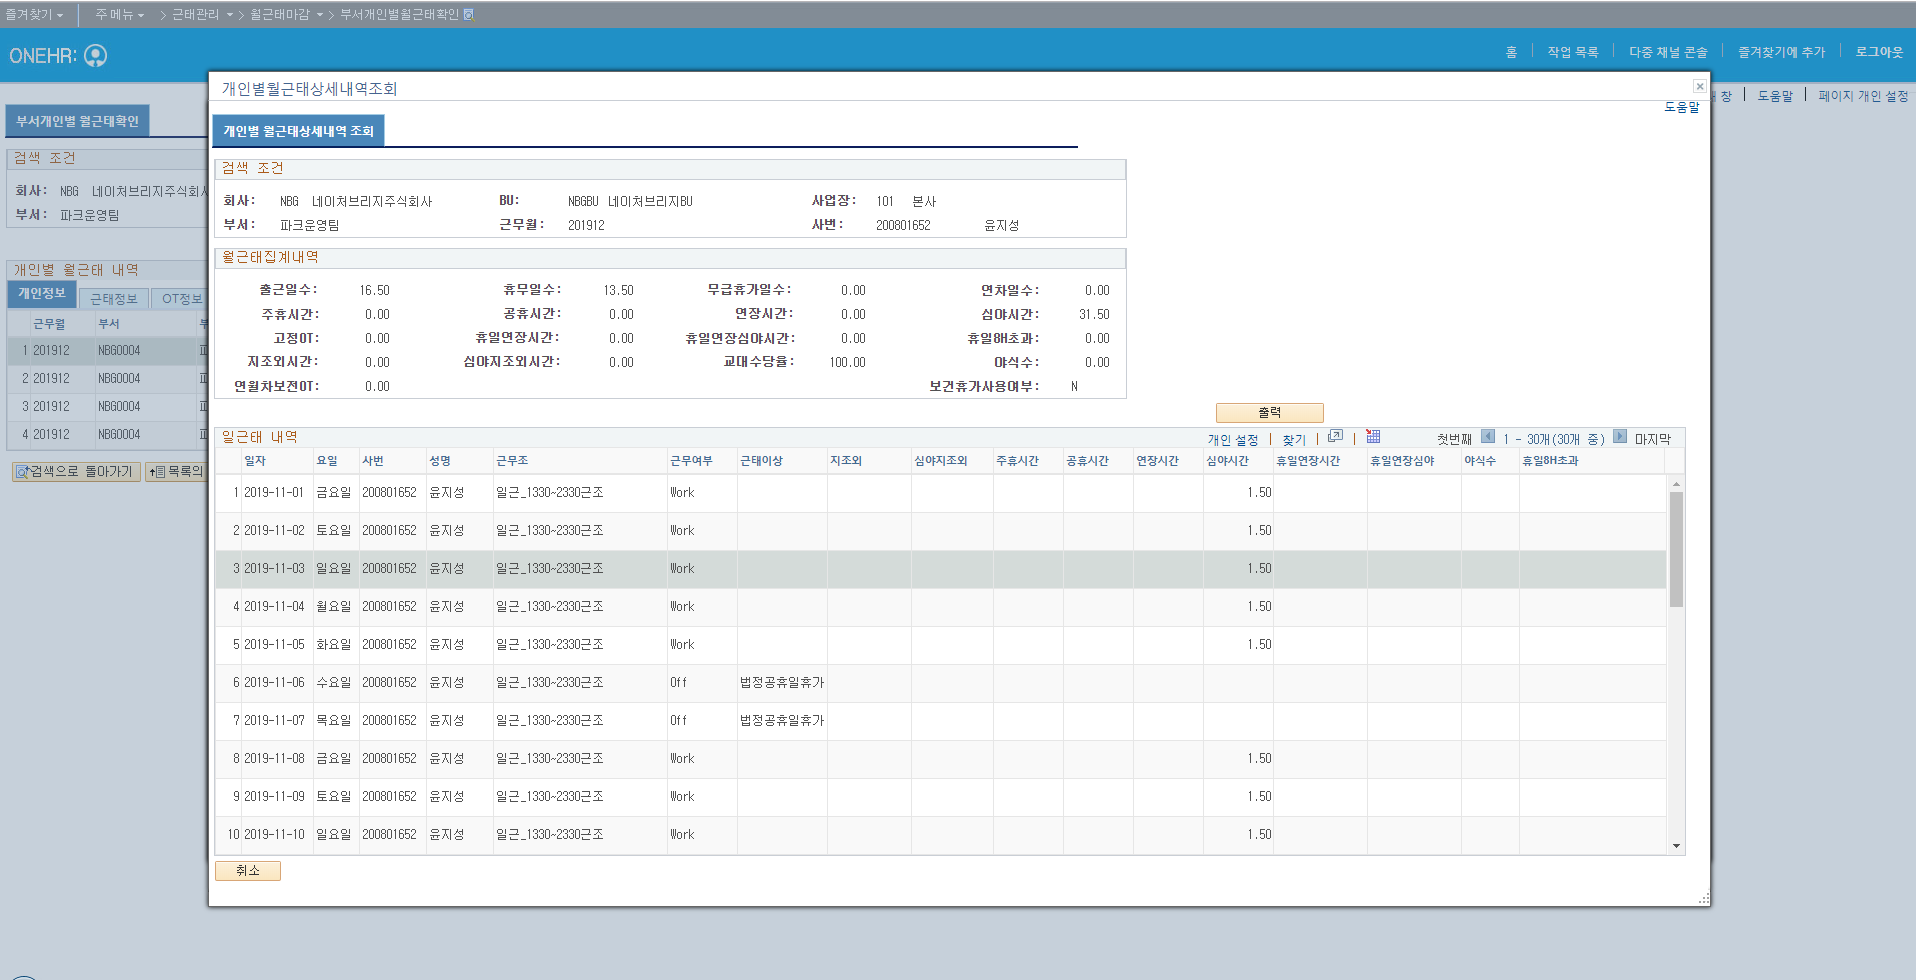 즐겨찾기 주 메뉴 > 근태관리 > 월근태마감 > 부서개인별월근태확인
ONEHR:
홈 작업 목록 다중 채널 콘솔 즐겨찾기에 추가 로그아웃
창 도움말 페이지 개인 설정
부서개인별 월근태확인
검색 조건
회사: NBG 네이처브리지주식회사
부서: 파크운영팀
개인별 월근태 내역
개인정보 근태정보 OT정보
근무월 부서
1 201912 NBG0004
2 201912 NBG0004
3 201912 NBG0004
4 201912 NBG0004
검색으로 돌아가기 목록의
개인별월근태상세내역조회
도움말
개인별 월근태상세내역 조회
검색 조건
회사: NBG 네이처브리지주식회사 BU: NBGBU 네이처브리지BU 사업장: 101 본사
부서: 파크운영팀 근무월: 201912 사번: 200801652 윤지성
월근태집계내역
출근일수: 16.50 휴무일수: 13.50 무급휴가일수: 0.00 연차일수: 0.00
주휴시간: 0.00 공휴시간: 0.00 연장시간: 0.00 심야시간: 31.50
고정OT: 0.00 휴일연장시간: 0.00 휴일연장심야시간: 0.00 휴일8H초과: 0.00
지조외시간: 0.00 심야지조외시간: 0.00 교대수당율: 100.00 야식수: 0.00
연월차보전OT: 0.00 보건휴가사용여부: N
출력
일근태 내역 개인 설정 | 찾기 | | 첫번째 1 - 30개(30개 중) 마지막
일자 요일 사번 성명 근무조 근무여부 근태이상 지조외 심야지조외 주휴시간 공휴시간 연장시간 심야시간 휴일연장시간 휴일연장심야 야식수 휴일8H초과
1 2019-11-01 금요일 200801652 윤지성 일근_1330~2330근조 Work 1.50
2 2019-11-02 토요일 200801652 윤지성 일근_1330~2330근조 Work 1.50
3 2019-11-03 일요일 200801652 윤지성 일근_1330~2330근조 Work 1.50
4 2019-11-04 월요일 200801652 윤지성 일근_1330~2330근조 Work 1.50
5 2019-11-05 화요일 200801652 윤지성 일근_1330~2330근조 Work 1.50
6 2019-11-06 수요일 200801652 윤지성 일근_1330~2330근조 Off 법정공휴일휴가
7 2019-11-07 목요일 200801652 윤지성 일근_1330~2330근조 Off 법정공휴일휴가
8 2019-11-08 금요일 200801652 윤지성 일근_1330~2330근조 Work 1.50
9 2019-11-09 토요일 200801652 윤지성 일근_1330~2330근조 Work 1.50
10 2019-11-10 일요일 200801652 윤지성 일근_1330~2330근조 Work 1.50
취소